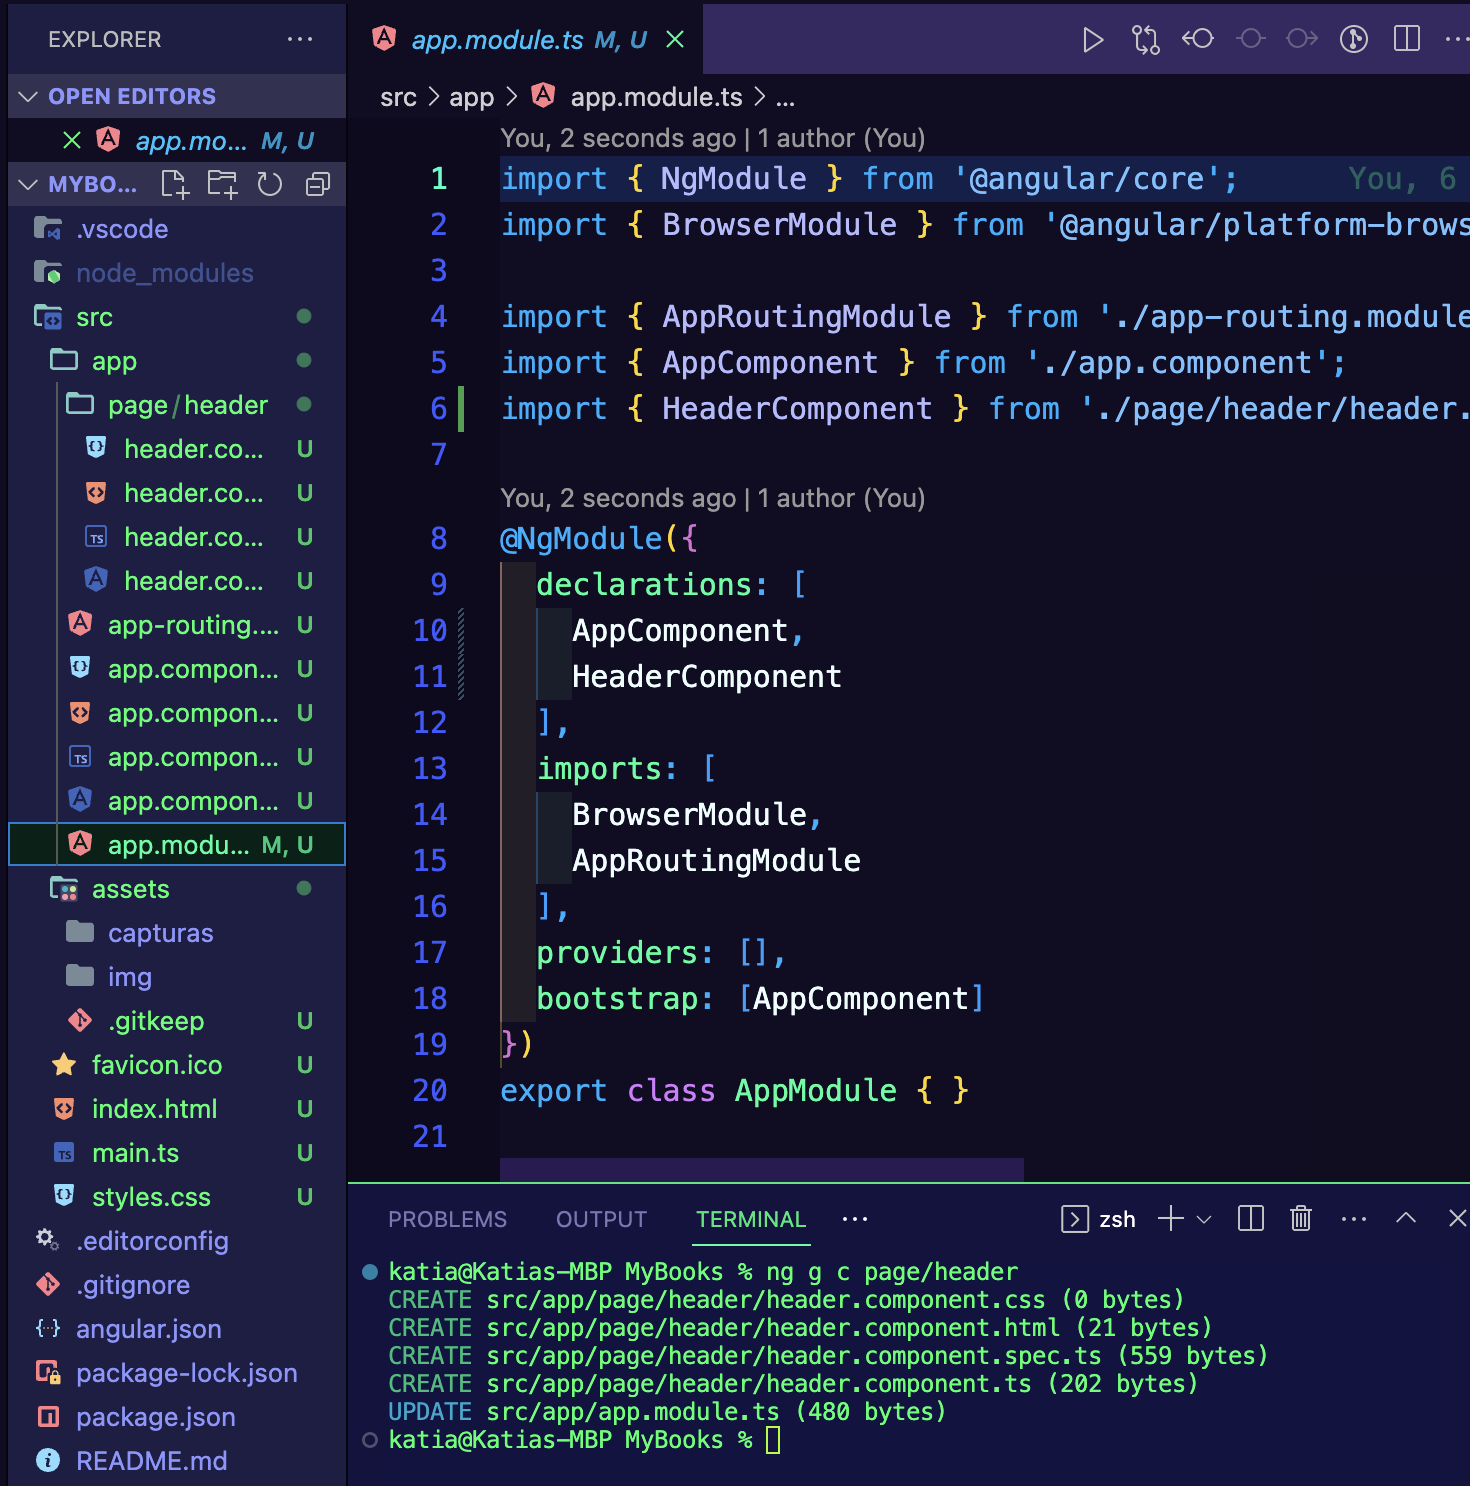 EXPLORER
OPEN EDITORS
app.mo... M, U
MYBO...
.vscode
node_modules
src
app
page/header
header.co... U
header.co... U
header.co... U
header.co... U
app-routing.... U
app.compon... U
app.compon... U
app.compon... U
app.compon... U
app.modu... M, U
assets
capturas
img
.gitkeep U
favicon.ico U
index.html U
main.ts U
styles.css U
.editorconfig
.gitignore
angular.json
package-lock.json
package.json
README.md
app.module.ts M, U
src > app > app.module.ts > ...
You, 2 seconds ago | 1 author (You)
1 import { NgModule } from '@angular/core'; You, 6
2 import { BrowserModule } from '@angular/platform-brows
3
4 import { AppRoutingModule } from './app-routing.module
5 import { AppComponent } from './app.component';
6 import { HeaderComponent } from './page/header/header.
7
You, 2 seconds ago | 1 author (You)
8 @NgModule({
9 declarations: [
10 AppComponent,
11 HeaderComponent
12 ],
13 imports: [
14 BrowserModule,
15 AppRoutingModule
16 ],
17 providers: [],
18 bootstrap: [AppComponent]
19 })
20 export class AppModule { }
21
PROBLEMS OUTPUT TERMINAL ... zsh
katia@Katias-MBP MyBooks % ng g c page/header
CREATE src/app/page/header/header.component.css (0 bytes)
CREATE src/app/page/header/header.component.html (21 bytes)
CREATE src/app/page/header/header.component.spec.ts (559 bytes)
CREATE src/app/page/header/header.component.ts (202 bytes)
UPDATE src/app/app.module.ts (480 bytes)
katia@Katias-MBP MyBooks %